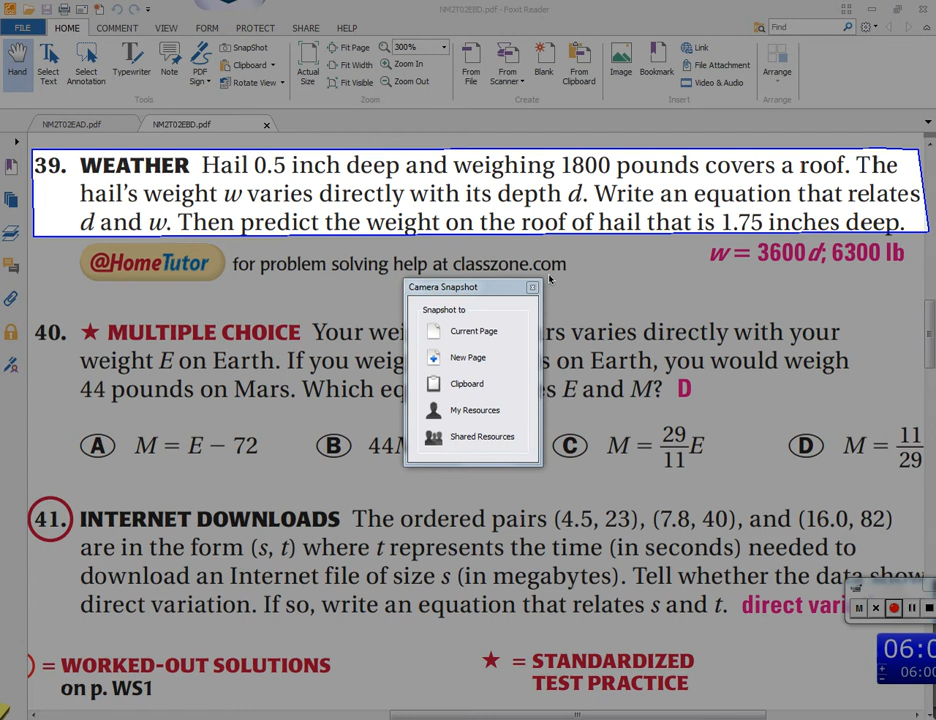 NM2T02EBD.pdf - Foxit Reader
FILE HOME COMMENT VIEW FORM PROTECT SHARE HELP
Find
Hand
Select Text
Select Annotation
Typewriter
Note
PDF Sign
SnapShot
Clipboard
Rotate View
Tools
Actual Size
Fit Page
Fit Width
Fit Visible
300%
Zoom In
Zoom Out
Zoom
From File
From Scanner
Blank
From Clipboard
Create
Image
Bookmark
Link
File Attachment
Video & Audio
Insert
Arrange
Arrange
NM2T02EAD.pdf NM2T02EBD.pdf
39. WEATHER Hail 0.5 inch deep and weighing 1800 pounds covers a roof. The
hail's weight w varies directly with its depth d. Write an equation that relates
d and w. Then predict the weight on the roof of hail that is 1.75 inches deep.
w = 3600d; 6300 lb
@HomeTutor for problem solving help at classzone.com
Camera Snapshot
Snapshot to
Current Page
New Page
Clipboard
My Resources
Shared Resources
40. ★ MULTIPLE CHOICE Your wei rs varies directly with your
weight E on Earth. If you weig s on Earth, you would weigh
44 pounds on Mars. Which eq s E and M? D
A M = E − 72 B 44M C M = 29/11 E D M = 11/29
41. INTERNET DOWNLOADS The ordered pairs (4.5, 23), (7.8, 40), and (16.0, 82)
are in the form (s, t) where t represents the time (in seconds) needed to
download an Internet file of size s (in megabytes). Tell whether the data show
direct variation. If so, write an equation that relates s and t. direct vari
M
06:0
06:00
= WORKED-OUT SOLUTIONS
on p. WS1
★ = STANDARDIZED
TEST PRACTICE